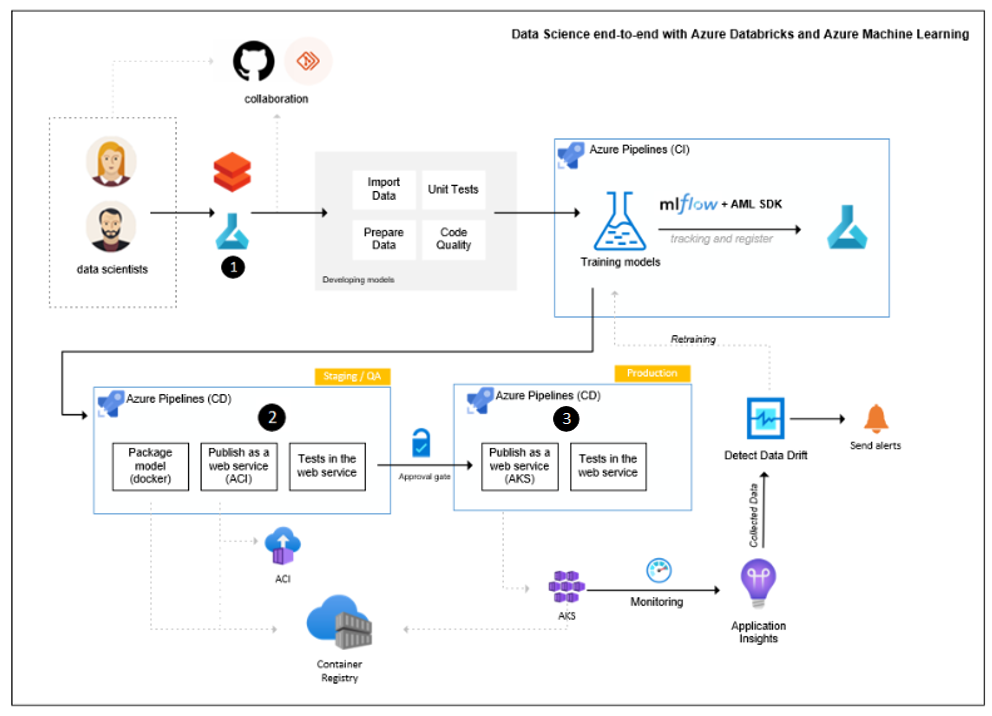 Data Science end-to-end with Azure Databricks and Azure Machine Learning
collaboration
data scientists
1
Import
Data
Unit Tests
Prepare
Data
Code
Quality
Developing models
Azure Pipelines (CI)
Training models
mlflow + AML SDK
tracking and register
Retraining
Staging / QA
Azure Pipelines (CD)
2
Package
model
(docker)
Publish as a
web service
(ACI)
Tests in the
web service
Approval gate
Production
Azure Pipelines (CD)
3
Publish as a
web service
(AKS)
Tests in the
web service
Detect Data Drift
Send alerts
Collected Data
ACI
AKS
Monitoring
Application
Insights
Container
Registry